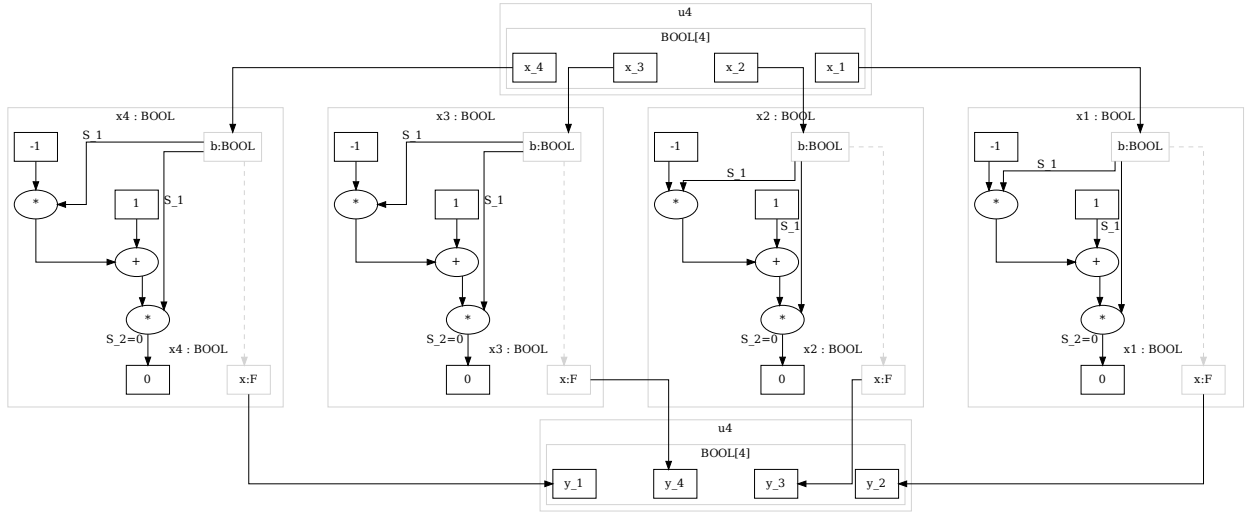 u4
BOOL[4]
x_4 x_3 x_2 x_1
x4 : BOOL
-1
S_1
b:BOOL
*
1
S_1
+
*
S_2=0
x4 : BOOL
0
x:F
x3 : BOOL
-1
S_1
b:BOOL
*
1
S_1
+
*
S_2=0
x3 : BOOL
0
x:F
x2 : BOOL
-1
b:BOOL
S_1
*
1
S_1
+
*
S_2=0
x2 : BOOL
0
x:F
x1 : BOOL
-1
b:BOOL
S_1
*
1
S_1
+
*
S_2=0
x1 : BOOL
0
x:F
u4
BOOL[4]
y_1 y_4 y_3 y_2